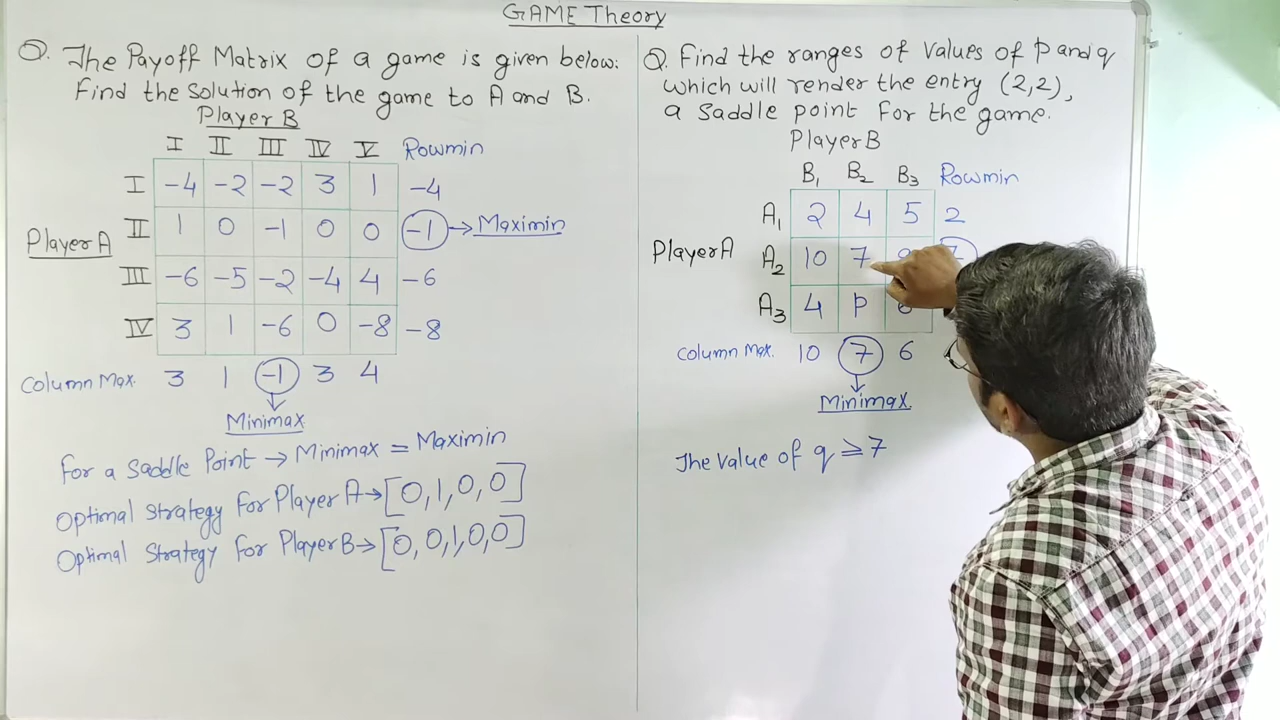 GAME Theory
Q. The Payoff Matrix of a game is given below:
Find the solution of the game to A and B.
Player B
I II III IV V Rowmin
I -4 -2 -2 3 1 -4
Player A
II 1 0 -1 0 0 -1 → Maximin
III -6 -5 -2 -4 4 -6
IV 3 1 -6 0 -8 -8
Column Max. 3 1 -1 3 4
Minimax
For a Saddle Point → Minimax = Maximin
Optimal Strategy for Player A → [0, 1, 0, 0]
Optimal Strategy for Player B → [0, 0, 1, 0, 0]
Q. Find the ranges of values of p and q
which will render the entry (2,2),
a saddle point for the game.
Player B
B₁ B₂ B₃ Rowmin
A₁ 2 4 5 2
Player A
A₂ 10 7 7
A₃ 4 P 6
Column Max. 10 7 6
Minimax
The value of q ≥ 7